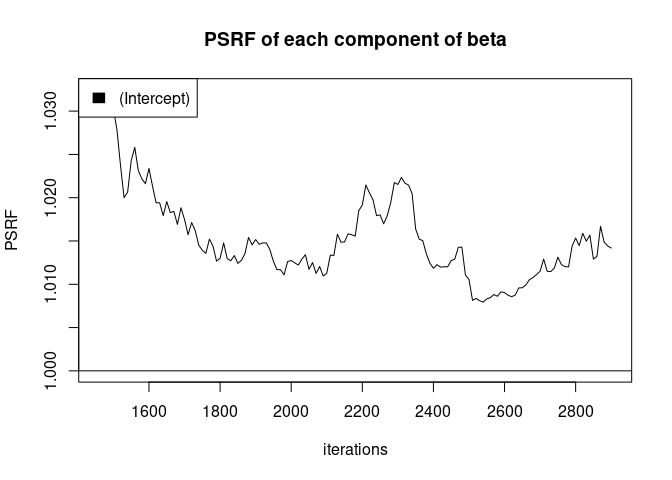 PSRF of each component of beta
(Intercept)
PSRF
1.030
1.020
1.010
1.000
1600 1800 2000 2200 2400 2600 2800
iterations